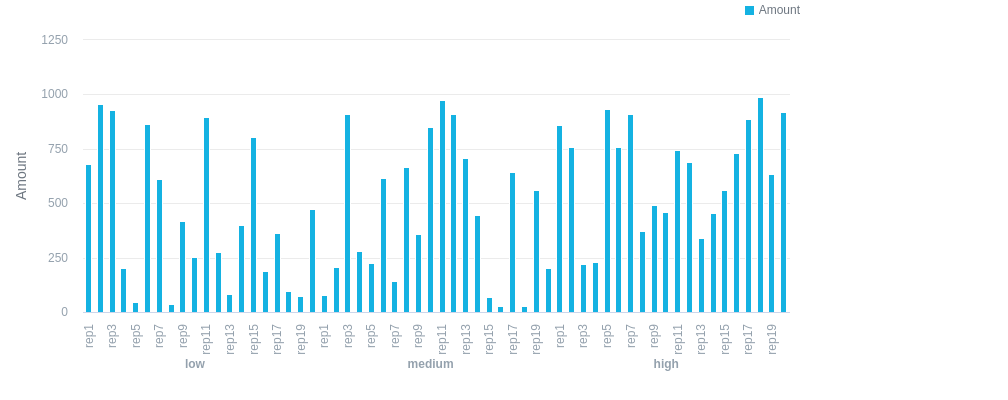 Amount
1250
1000
750
500
250
0
Amount
rep1 rep3 rep5 rep7 rep9 rep11 rep13 rep15 rep17 rep19 rep1 rep3 rep5 rep7 rep9 rep11 rep13 rep15 rep17 rep19 rep1 rep3 rep5 rep7 rep9 rep11 rep13 rep15 rep17 rep19
low medium high